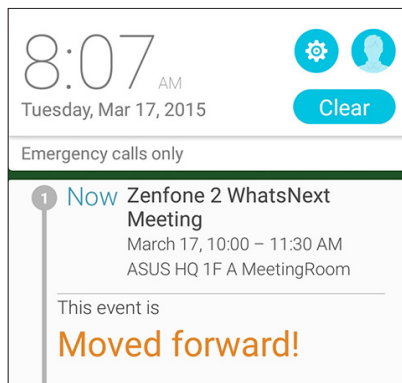 8:07 AM
Tuesday, Mar 17, 2015
Clear
Emergency calls only
1 Now Zenfone 2 WhatsNext
Meeting
March 17, 10:00 – 11:30 AM
ASUS HQ 1F A MeetingRoom
This event is
Moved forward!